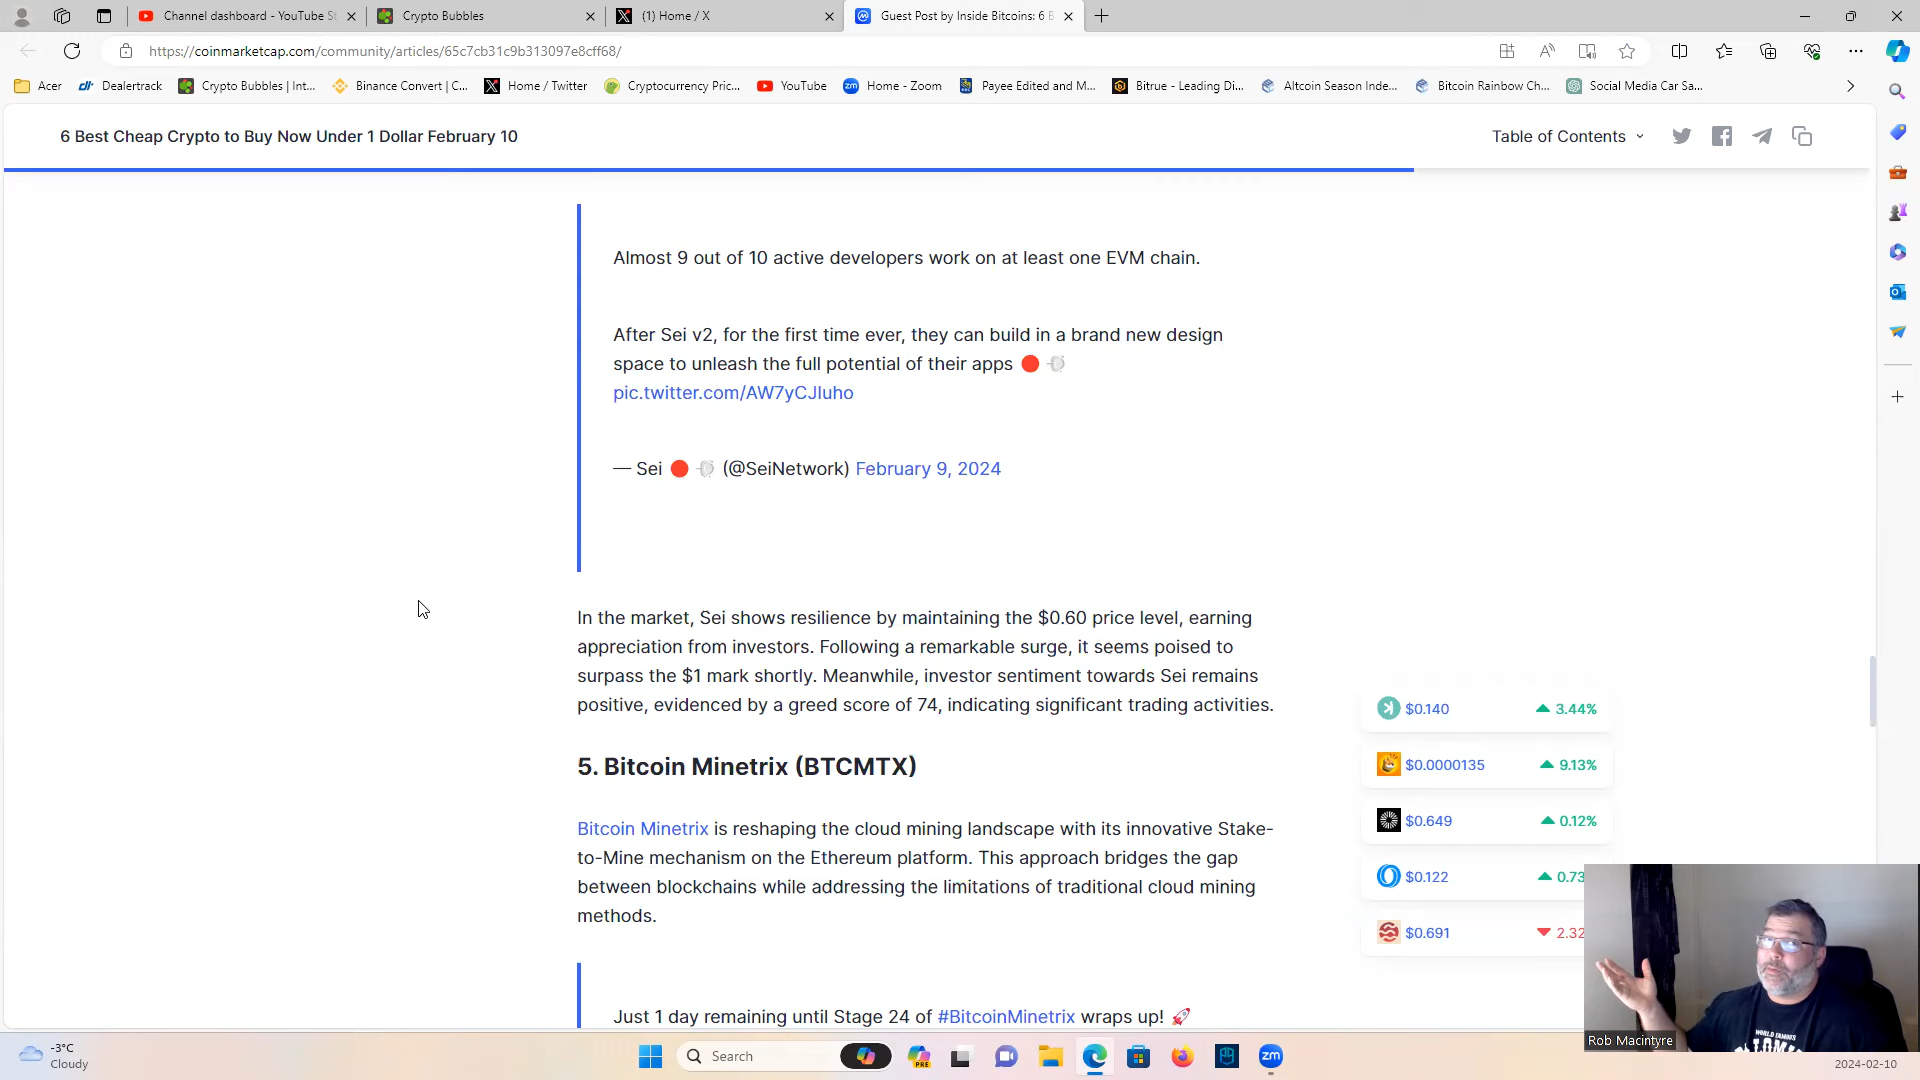 Channel dashboard - YouTube St
Crypto Bubbles
(1) Home / X
Guest Post by Inside Bitcoins: 6 B
https://coinmarketcap.com/community/articles/65c7cb31c9b313097e8cff68/
Acer
Dealertrack
Crypto Bubbles | Int...
Binance Convert | C...
Home / Twitter
Cryptocurrency Pric...
YouTube
Home - Zoom
Payee Edited and M...
Bitrue - Leading Di...
Altcoin Season Inde...
Bitcoin Rainbow Ch...
Social Media Car Sa...
6 Best Cheap Crypto to Buy Now Under 1 Dollar February 10
Table of Contents
Almost 9 out of 10 active developers work on at least one EVM chain.
After Sei v2, for the first time ever, they can build in a brand new design
space to unleash the full potential of their apps 🔴 💨
pic.twitter.com/AW7yCJluho
— Sei 🔴 💨 (@SeiNetwork) February 9, 2024
In the market, Sei shows resilience by maintaining the $0.60 price level, earning
appreciation from investors. Following a remarkable surge, it seems poised to
surpass the $1 mark shortly. Meanwhile, investor sentiment towards Sei remains
positive, evidenced by a greed score of 74, indicating significant trading activities.
5. Bitcoin Minetrix (BTCMTX)
Bitcoin Minetrix is reshaping the cloud mining landscape with its innovative Stake-
to-Mine mechanism on the Ethereum platform. This approach bridges the gap
between blockchains while addressing the limitations of traditional cloud mining
methods.
Just 1 day remaining until Stage 24 of #BitcoinMinetrix wraps up! 🚀
$0.140 ▲ 3.44%
$0.0000135 ▲ 9.13%
$0.649 ▲ 0.12%
$0.122 ▲ 0.73
$0.691 ▼ 2.32
WORLD FAMOUS
Rob Macintyre
-3°C
Cloudy
Search
PRE
zm
2024-02-10